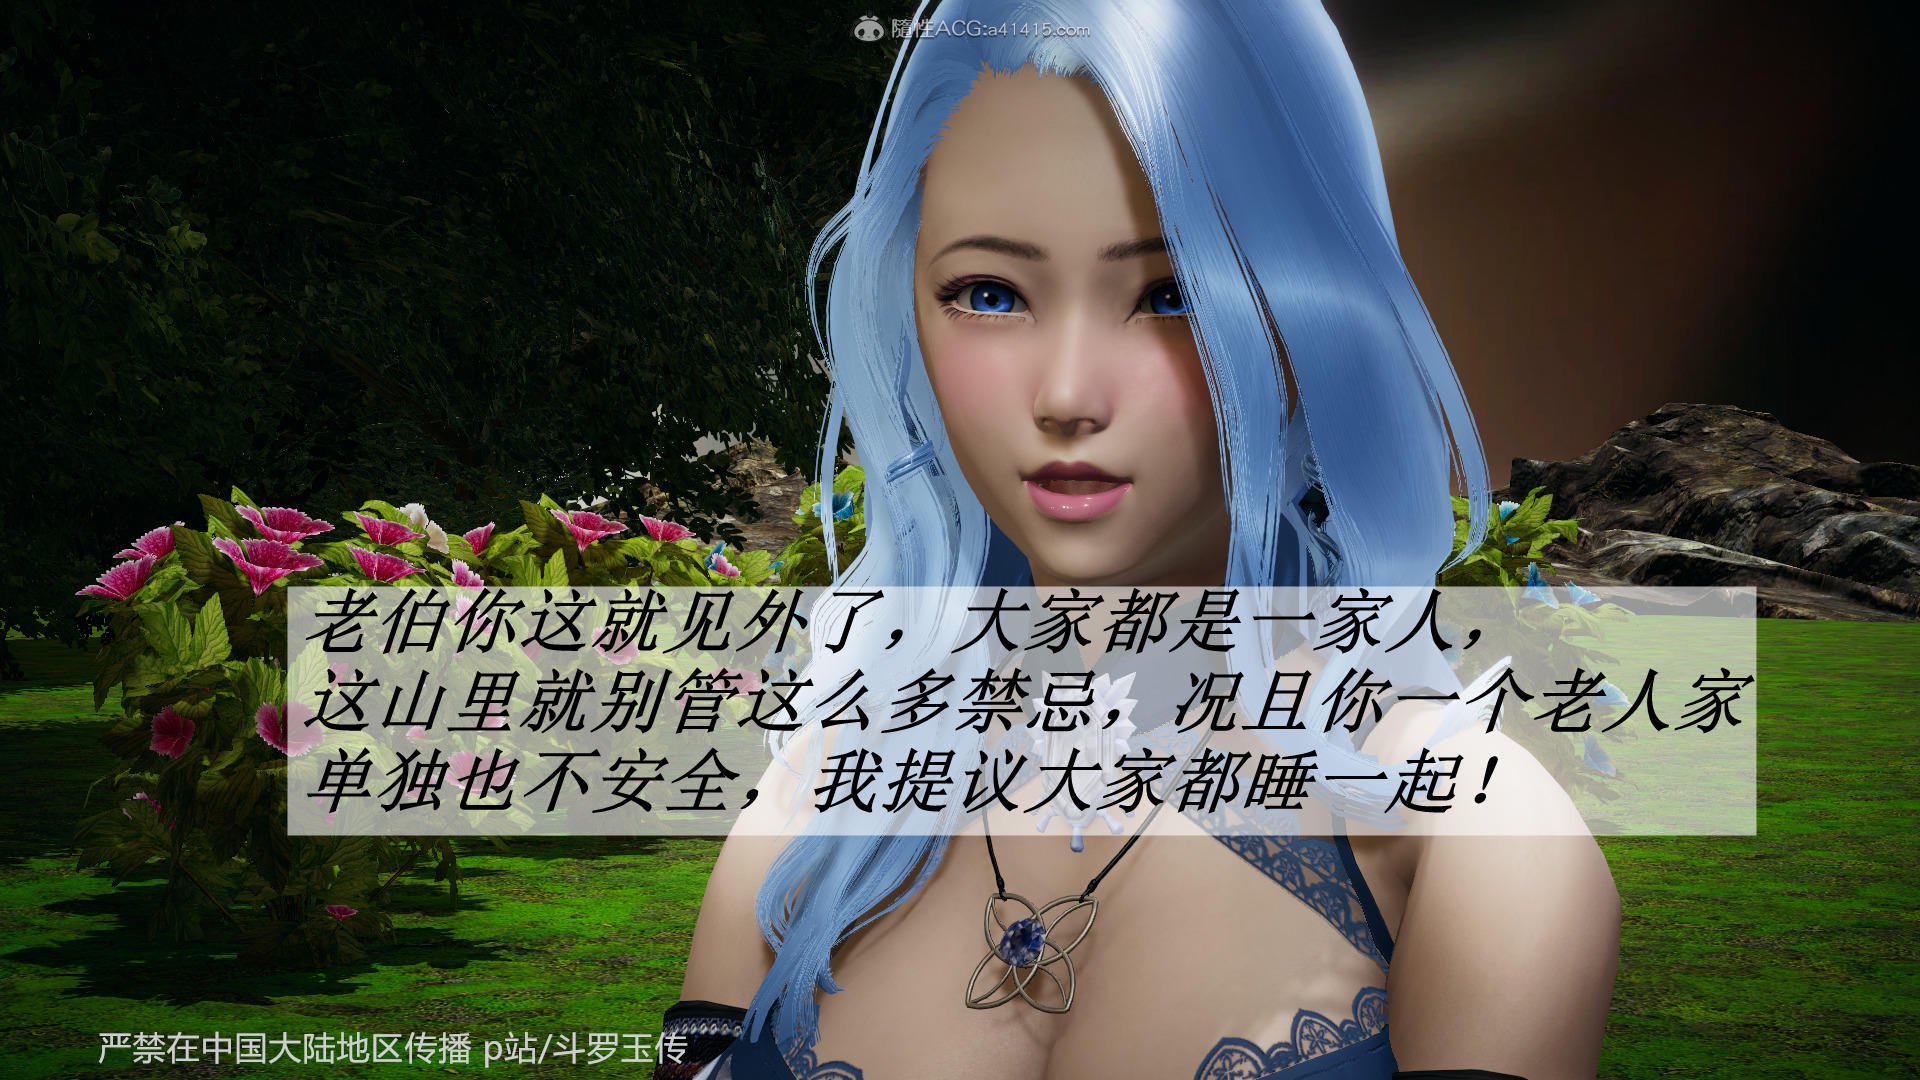 隨性ACG:a41415.com
老伯你这就见外了，大家都是一家人，
这山里就别管这么多禁忌，况且你一个老人家
单独也不安全，我提议大家都睡一起！
严禁在中国大陆地区传播 p站/斗罗玉传